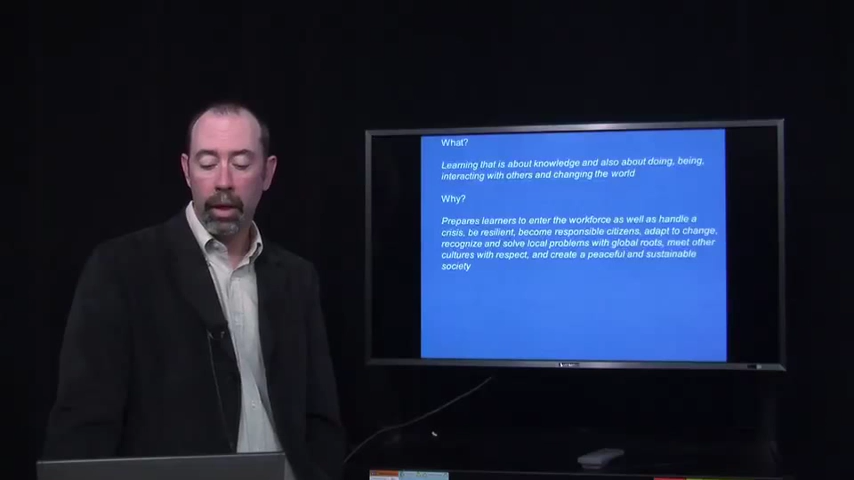 What?
Learning that is about knowledge and also about doing, being,
interacting with others and changing the world
Why?
Prepares learners to enter the workforce as well as handle a
crisis, be resilient, become responsible citizens, adapt to change,
recognize and solve local problems with global roots, meet other
cultures with respect, and create a peaceful and sustainable
society